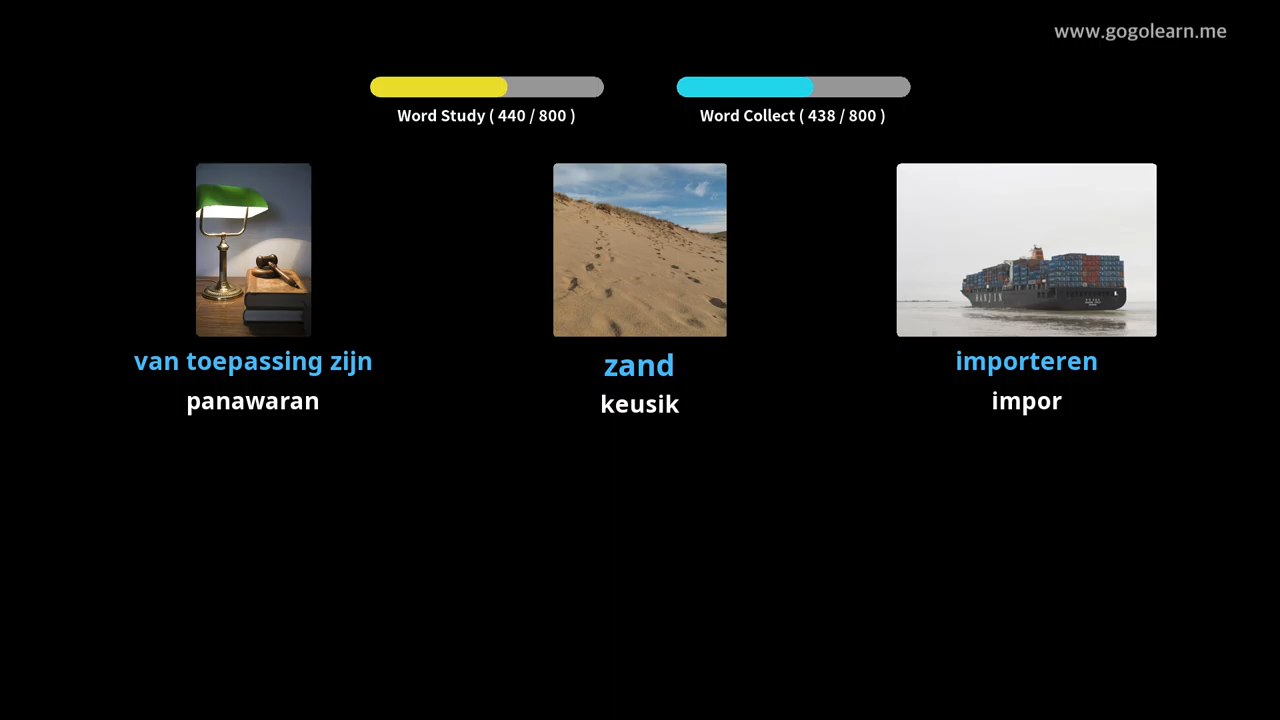 www.gogolearn.me
Word Study ( 440 / 800 )
Word Collect ( 438 / 800 )
van toepassing zijn
zand
importeren
panawaran
keusik
impor
HANJIN